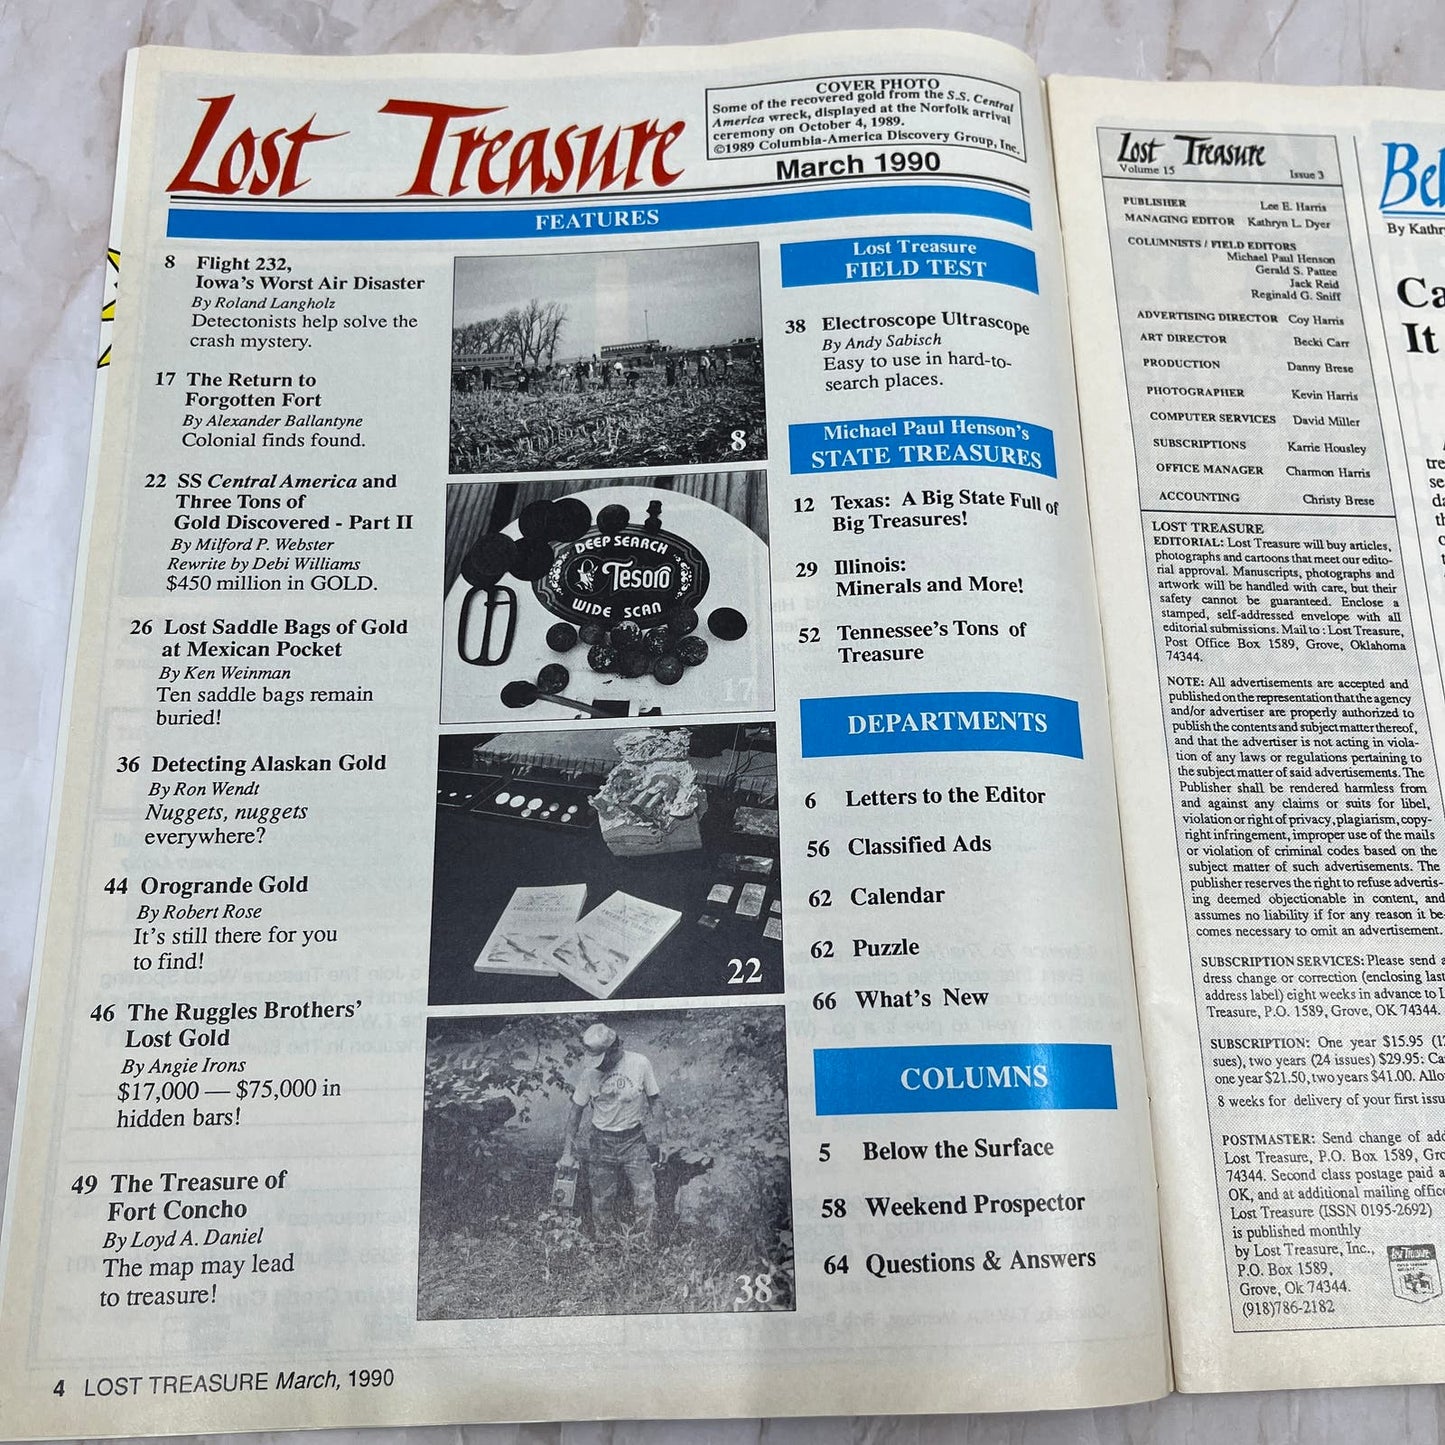 Lost Treasure
COVER PHOTO
Some of the recovered gold from the S.S. Central
America wreck, displayed at the Norfolk arrival
ceremony on October 4, 1989.
©1989 Columbia-America Discovery Group, Inc.
March 1990
FEATURES
8 Flight 232,
Iowa's Worst Air Disaster
By Roland Langholz
Detectonists help solve the
crash mystery.
17 The Return to
Forgotten Fort
By Alexander Ballantyne
Colonial finds found.
22 SS Central America and
Three Tons of
Gold Discovered - Part II
By Milford P. Webster
Rewrite by Debi Williams
$450 million in GOLD.
26 Lost Saddle Bags of Gold
at Mexican Pocket
By Ken Weinman
Ten saddle bags remain
buried!
36 Detecting Alaskan Gold
By Ron Wendt
Nuggets, nuggets
everywhere?
44 Orogrande Gold
By Robert Rose
It's still there for you
to find!
46 The Ruggles Brothers'
Lost Gold
By Angie Irons
$17,000 — $75,000 in
hidden bars!
49 The Treasure of
Fort Concho
By Loyd A. Daniel
The map may lead
to treasure!
8
DEEP SEARCH
Tesoro
WIDE SCAN
17
22
38
Lost Treasure
FIELD TEST
38 Electroscope Ultrascope
By Andy Sabisch
Easy to use in hard-to-
search places.
Michael Paul Henson's
STATE TREASURES
12 Texas: A Big State Full of
Big Treasures!
29 Illinois:
Minerals and More!
52 Tennessee's Tons of
Treasure
DEPARTMENTS
6 Letters to the Editor
56 Classified Ads
62 Calendar
62 Puzzle
66 What's New
COLUMNS
5 Below the Surface
58 Weekend Prospector
64 Questions & Answers
4 LOST TREASURE March, 1990
Lost Treasure
Volume 15 Issue 3
PUBLISHER Lee E. Harris
MANAGING EDITOR Kathryn L. Dyer
COLUMNISTS / FIELD EDITORS
Michael Paul Henson
Gerald S. Pattee
Jack Reid
Reginald G. Sniff
ADVERTISING DIRECTOR Coy Harris
ART DIRECTOR Becki Carr
PRODUCTION Danny Brese
PHOTOGRAPHER Kevin Harris
COMPUTER SERVICES David Miller
SUBSCRIPTIONS Karrie Housley
OFFICE MANAGER Charmon Harris
ACCOUNTING Christy Brese
LOST TREASURE
EDITORIAL: Lost Treasure will buy articles,
photographs and cartoons that meet our edito-
rial approval. Manuscripts, photographs and
artwork will be handled with care, but their
safety cannot be guaranteed. Enclose a
stamped, self-addressed envelope with all
editorial submissions. Mail to : Lost Treasure,
Post Office Box 1589, Grove, Oklahoma
74344.
NOTE: All advertisements are accepted and
published on the representation that the agency
and/or advertiser are properly authorized to
publish the contents and subject matter thereof,
and that the advertiser is not acting in viola-
tion of any laws or regulations pertaining to
the subject matter of said advertisements. The
Publisher shall be rendered harmless from
and against any claims or suits for libel,
violation or right of privacy, plagiarism, copy-
right infringement, improper use of the mails
or violation of criminal codes based on the
subject matter of such advertisements. The
publisher reserves the right to refuse advertis-
ing deemed objectionable in content, and
assumes no liability if for any reason it be
comes necessary to omit an advertisement.
SUBSCRIPTION SERVICES: Please send a
dress change or correction (enclosing last
address label) eight weeks in advance to L
Treasure, P.O. 1589, Grove, OK 74344.
SUBSCRIPTION: One year $15.95 (12
sues), two years (24 issues) $29.95: Ca
one year $21.50, two years $41.00. Allo
8 weeks for delivery of your first issu
POSTMASTER: Send change of add
Lost Treasure, P.O. Box 1589, Gro
74344. Second class postage paid a
OK, and at additional mailing office
Lost Treasure (ISSN 0195-2692)
is published monthly
by Lost Treasure, Inc.,
P.O. Box 1589,
Grove, Ok 74344.
(918)786-2182
Lost Treasure
Bel
By Kathr
Ca
It